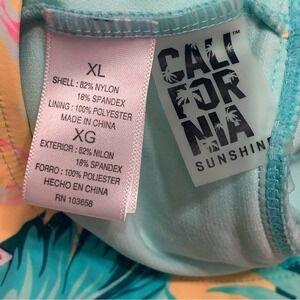 XL
SHELL : 82% NYLON
18% SPANDEX
LINING : 100% POLYESTER
MADE IN CHINA
XG
EXTERIOR : 82% NILON
18% SPANDEX
FORRO : 100% POLIESTER
HECHO EN CHINA
RN 103658
CALI
FOR
NIA
SUNSHINE